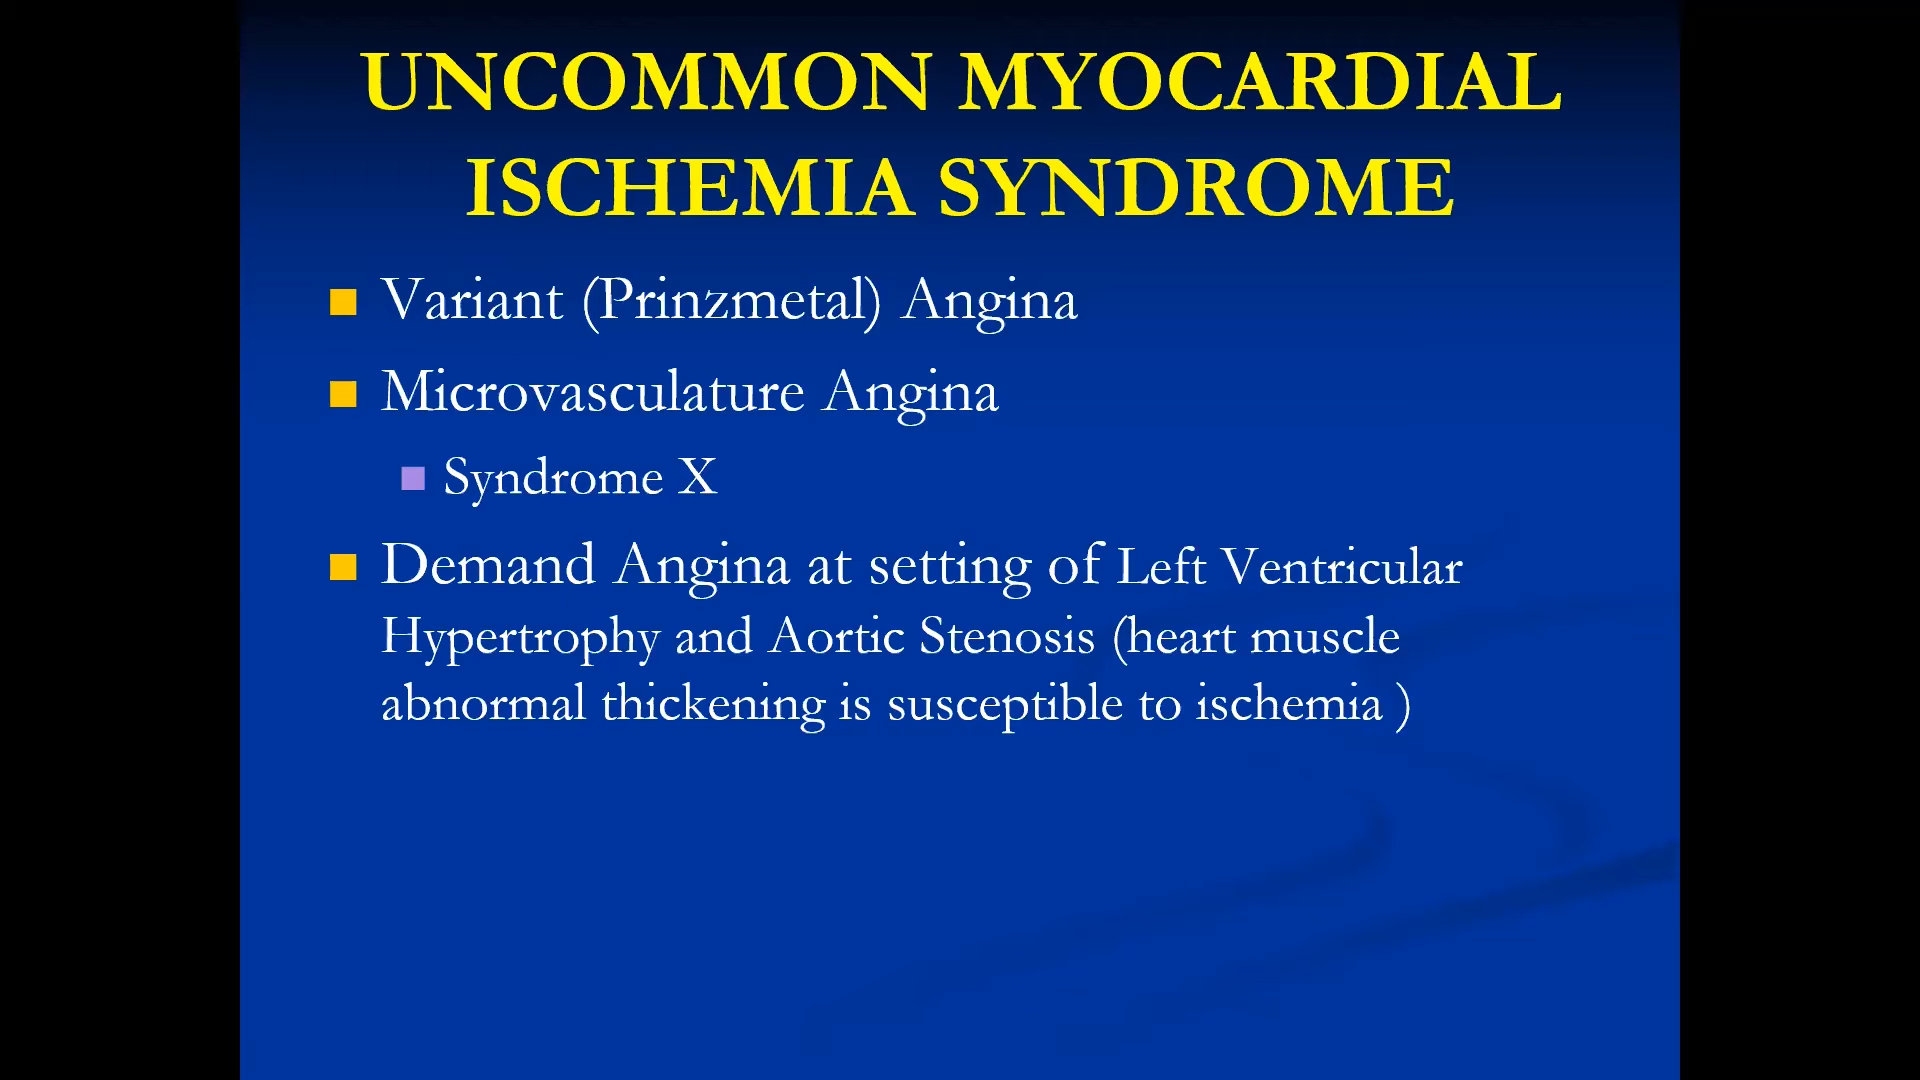 UNCOMMON MYOCARDIAL
ISCHEMIA SYNDROME
Variant (Prinzmetal) Angina
Microvasculature Angina
Syndrome X
Demand Angina at setting of Left Ventricular
Hypertrophy and Aortic Stenosis (heart muscle
abnormal thickening is susceptible to ischemia )